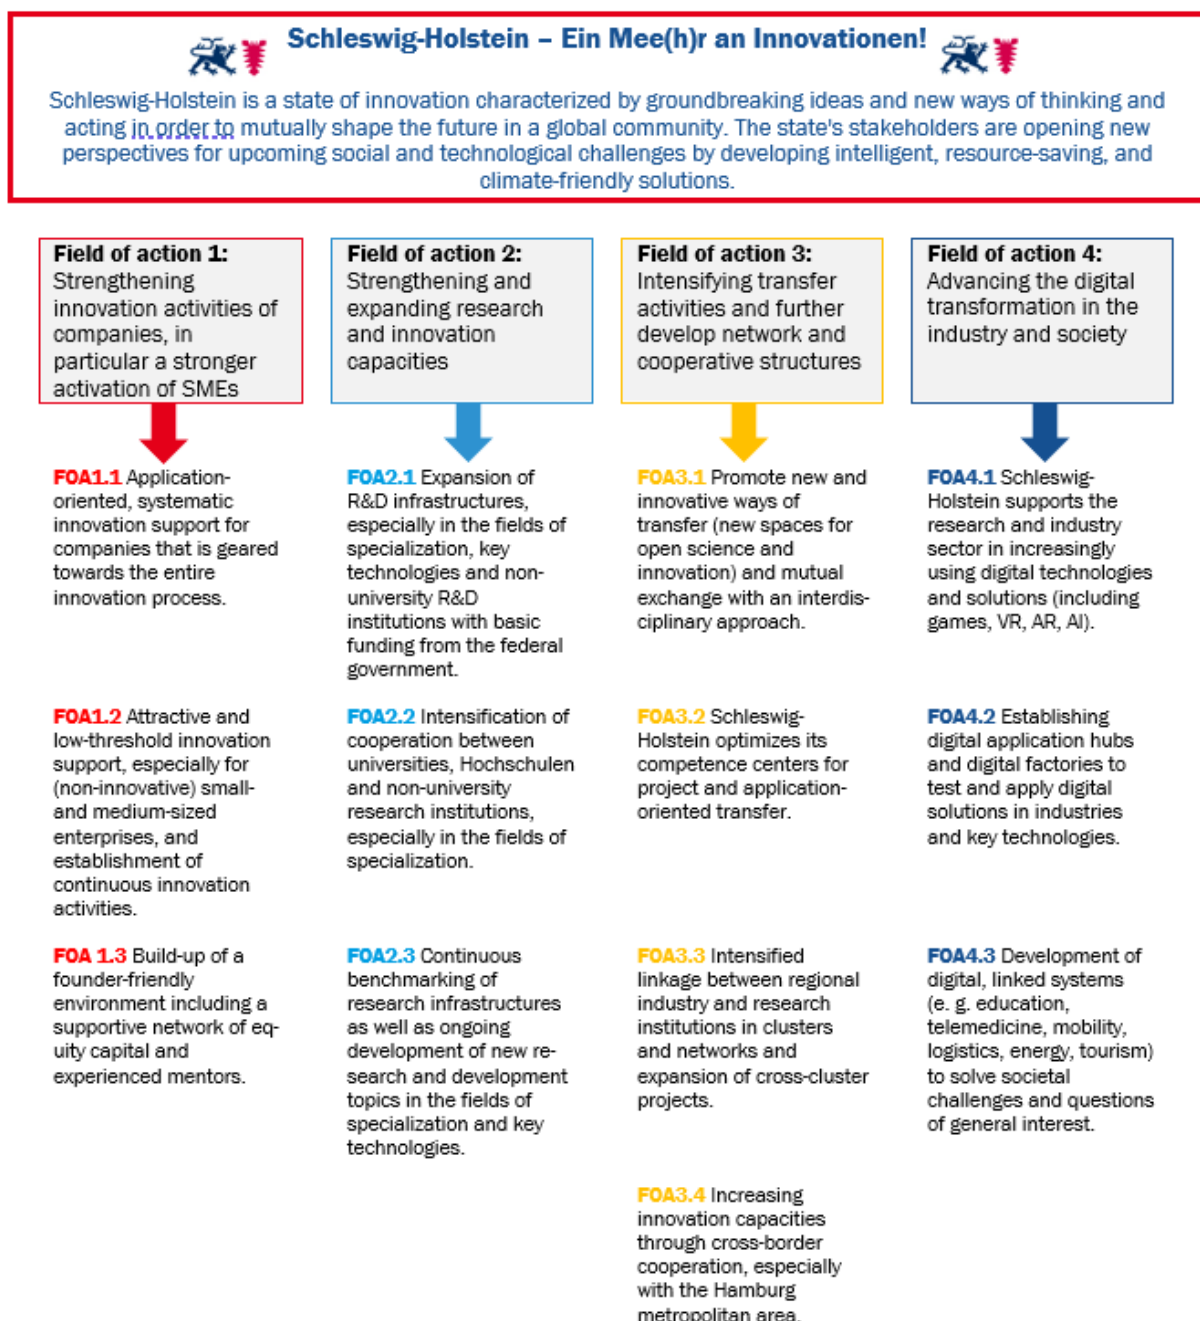 Schleswig-Holstein – Ein Mee(h)r an Innovationen!
Schleswig-Holstein is a state of innovation characterized by groundbreaking ideas and new ways of thinking and
acting in order to mutually shape the future in a global community. The state's stakeholders are opening new
perspectives for upcoming social and technological challenges by developing intelligent, resource-saving, and
climate-friendly solutions.
Field of action 1:
Strengthening
innovation activities of
companies, in
particular a stronger
activation of SMEs
FOA1.1 Application-
oriented, systematic
innovation support for
companies that is geared
towards the entire
innovation process.
FOA1.2 Attractive and
low-threshold innovation
support, especially for
(non-innovative) small-
and medium-sized
enterprises, and
establishment of
continuous innovation
activities.
FOA 1.3 Build-up of a
founder-friendly
environment including a
supportive network of eq-
uity capital and
experienced mentors.
Field of action 2:
Strengthening and
expanding research
and innovation
capacities
FOA2.1 Expansion of
R&D infrastructures,
especially in the fields of
specialization, key
technologies and non-
university R&D
institutions with basic
funding from the federal
government.
FOA2.2 Intensification of
cooperation between
universities, Hochschulen
and non-university
research institutions,
especially in the fields of
specialization.
FOA2.3 Continuous
benchmarking of
research infrastructures
as well as ongoing
development of new re-
search and development
topics in the fields of
specialization and key
technologies.
Field of action 3:
Intensifying transfer
activities and further
develop network and
cooperative structures
FOA3.1 Promote new and
innovative ways of
transfer (new spaces for
open science and
innovation) and mutual
exchange with an interdis-
ciplinary approach.
FOA3.2 Schleswig-
Holstein optimizes its
competence centers for
project and application-
oriented transfer.
FOA3.3 Intensified
linkage between regional
industry and research
institutions in clusters
and networks and
expansion of cross-cluster
projects.
FOA3.4 Increasing
innovation capacities
through cross-border
cooperation, especially
with the Hamburg
metropolitan area.
Field of action 4:
Advancing the digital
transformation in the
industry and society
FOA4.1 Schleswig-
Holstein supports the
research and industry
sector in increasingly
using digital technologies
and solutions (including
games, VR, AR, AI).
FOA4.2 Establishing
digital application hubs
and digital factories to
test and apply digital
solutions in industries
and key technologies.
FOA4.3 Development of
digital, linked systems
(e. g. education,
telemedicine, mobility,
logistics, energy, tourism)
to solve societal
challenges and questions
of general interest.